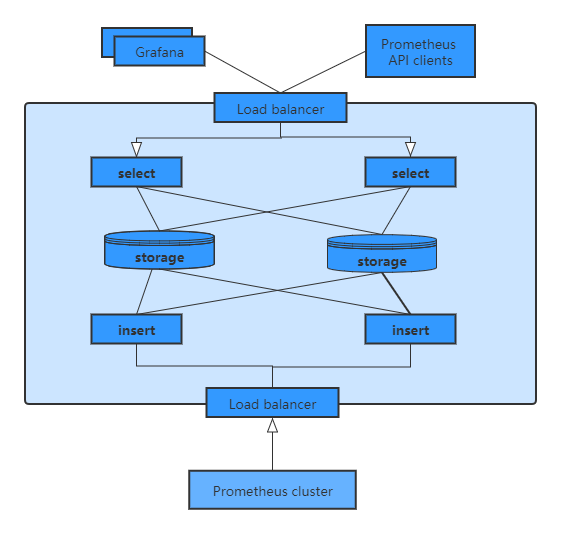 Grafana
Prometheus
API clients
Load balancer
select
select
storage
storage
insert
insert
Load balancer
Prometheus cluster